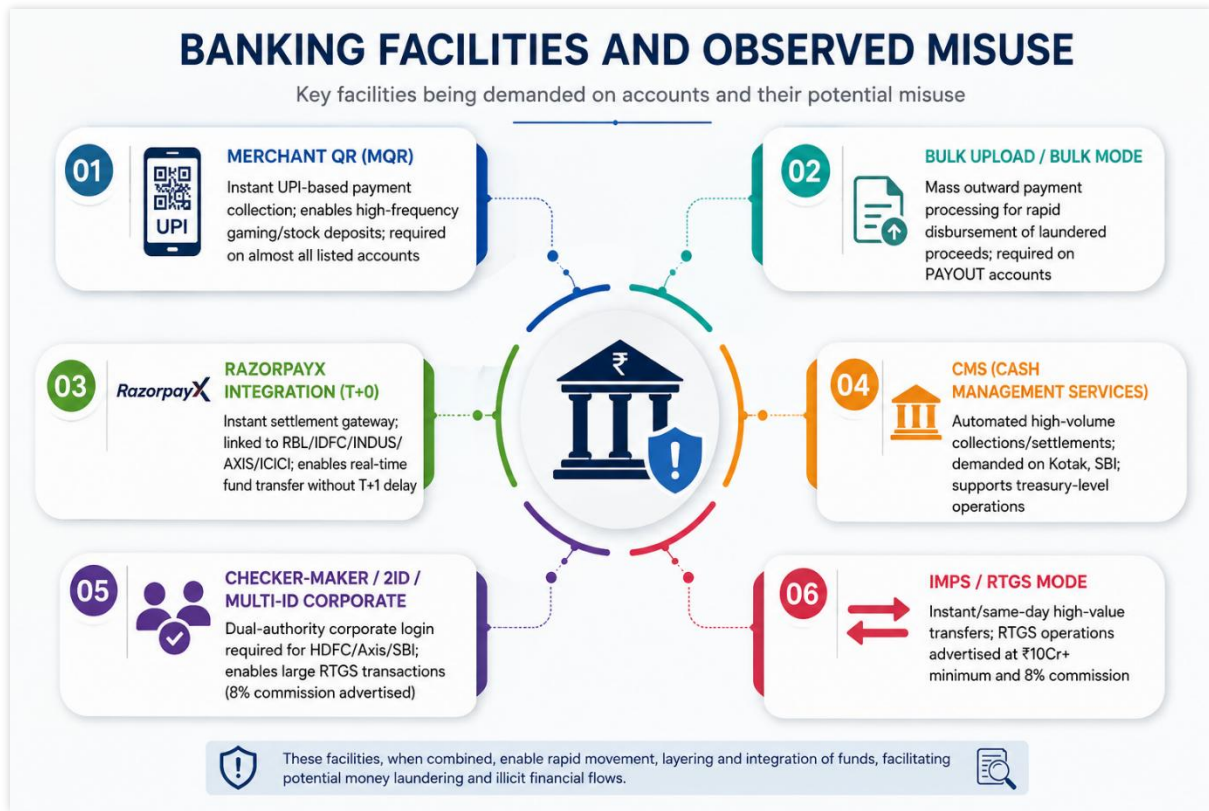 BANKING FACILITIES AND OBSERVED MISUSE
Key facilities being demanded on accounts and their potential misuse
01
UPI
MERCHANT QR (MQR)
Instant UPI-based payment
collection; enables high-frequency
gaming/stock deposits; required
on almost all listed accounts
02
BULK UPLOAD / BULK MODE
Mass outward payment
processing for rapid
disbursement of laundered
proceeds; required on
PAYOUT accounts
03
RazorpayX
RAZORPAYX
INTEGRATION (T+0)
Instant settlement gateway;
linked to RBL/IDFC/INDUS/
AXIS/ICICI; enables real-time
fund transfer without T+1 delay
₹
04
CMS (CASH
MANAGEMENT SERVICES)
Automated high-volume
collections/settlements;
demanded on Kotak, SBI;
supports treasury-level
operations
05
CHECKER-MAKER / 2ID /
MULTI-ID CORPORATE
Dual-authority corporate login
required for HDFC/Axis/SBI;
enables large RTGS transactions
(8% commission advertised)
06
IMPS / RTGS MODE
Instant/same-day high-value
transfers; RTGS operations
advertised at ₹10Cr+
minimum and 8% commission
These facilities, when combined, enable rapid movement, layering and integration of funds, facilitating
potential money laundering and illicit financial flows.